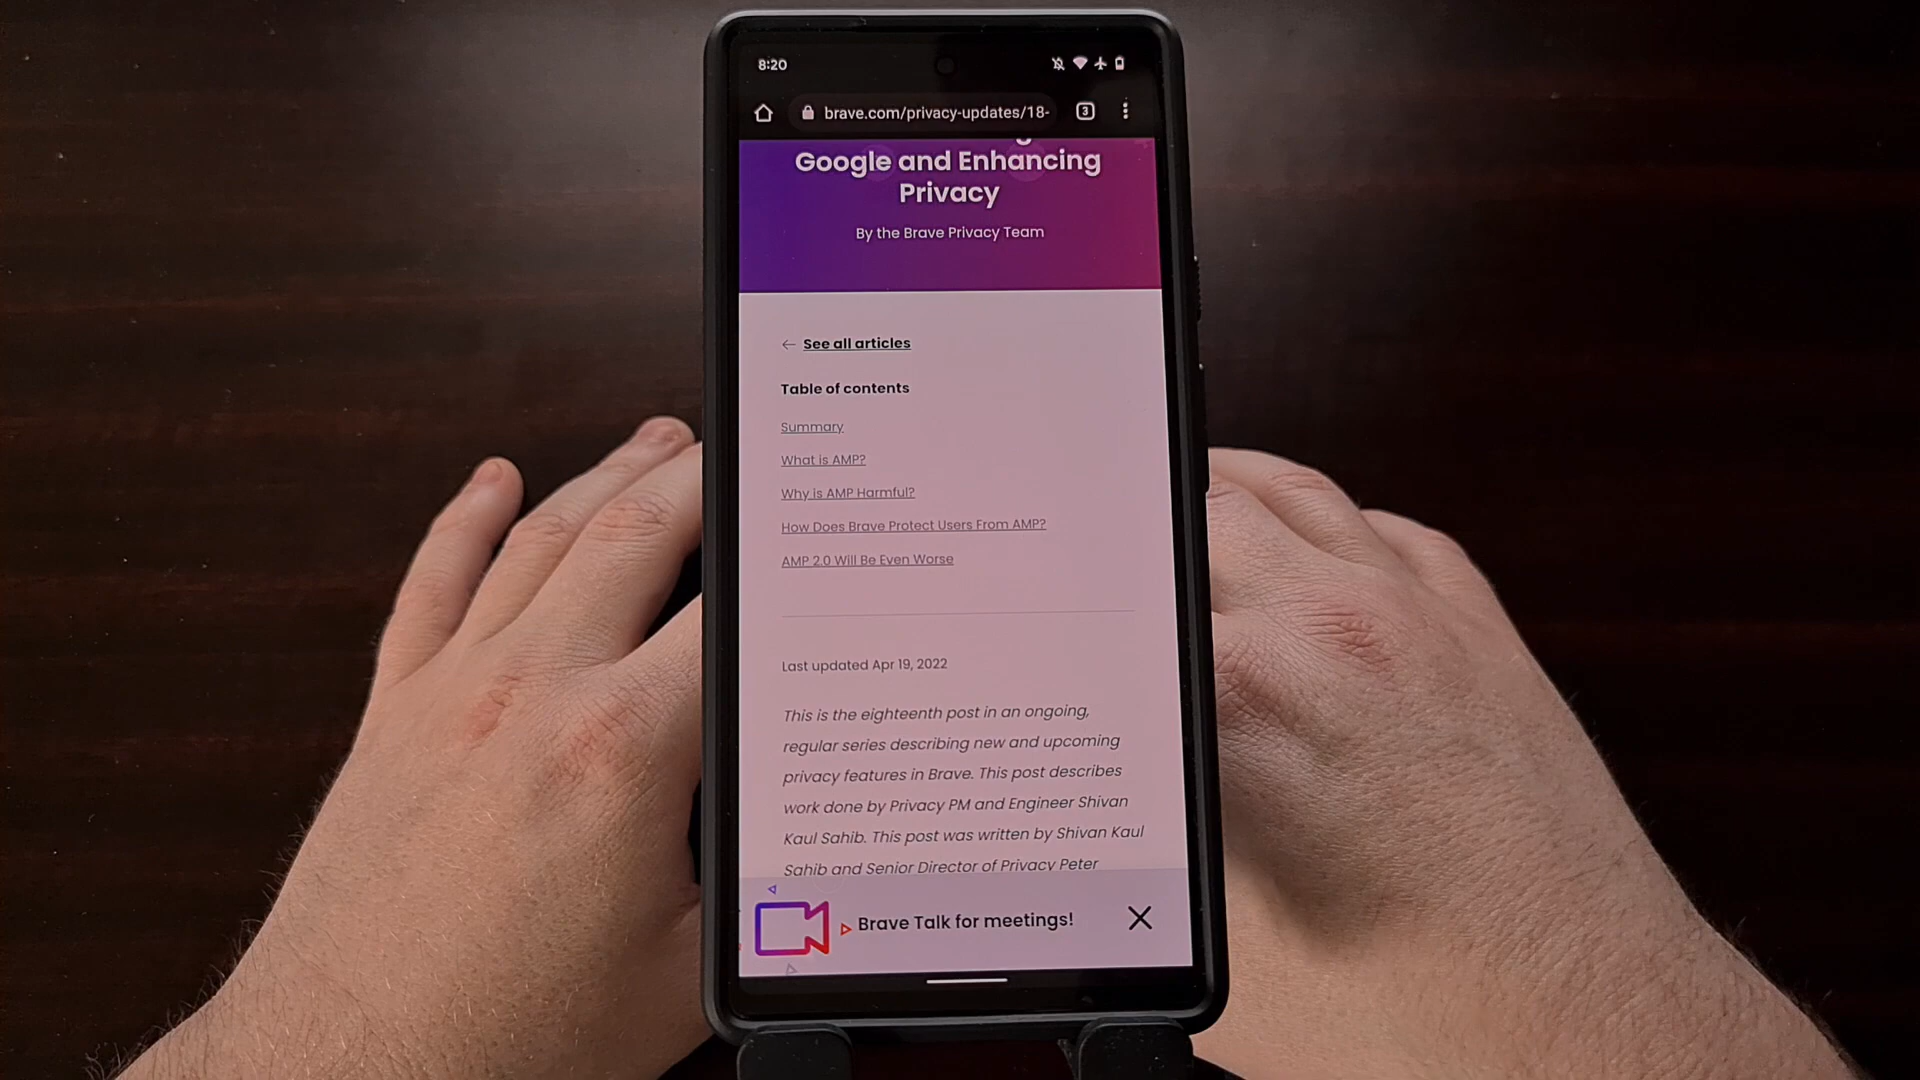 8:20
brave.com/privacy-updates/18-
3
Google and Enhancing
Privacy
By the Brave Privacy Team
← See all articles
Table of contents
Summary
What is AMP?
Why is AMP Harmful?
How Does Brave Protect Users From AMP?
AMP 2.0 Will Be Even Worse
Last updated Apr 19, 2022
This is the eighteenth post in an ongoing,
regular series describing new and upcoming
privacy features in Brave. This post describes
work done by Privacy PM and Engineer Shivan
Kaul Sahib. This post was written by Shivan Kaul
Sahib and Senior Director of Privacy Peter
Brave Talk for meetings!